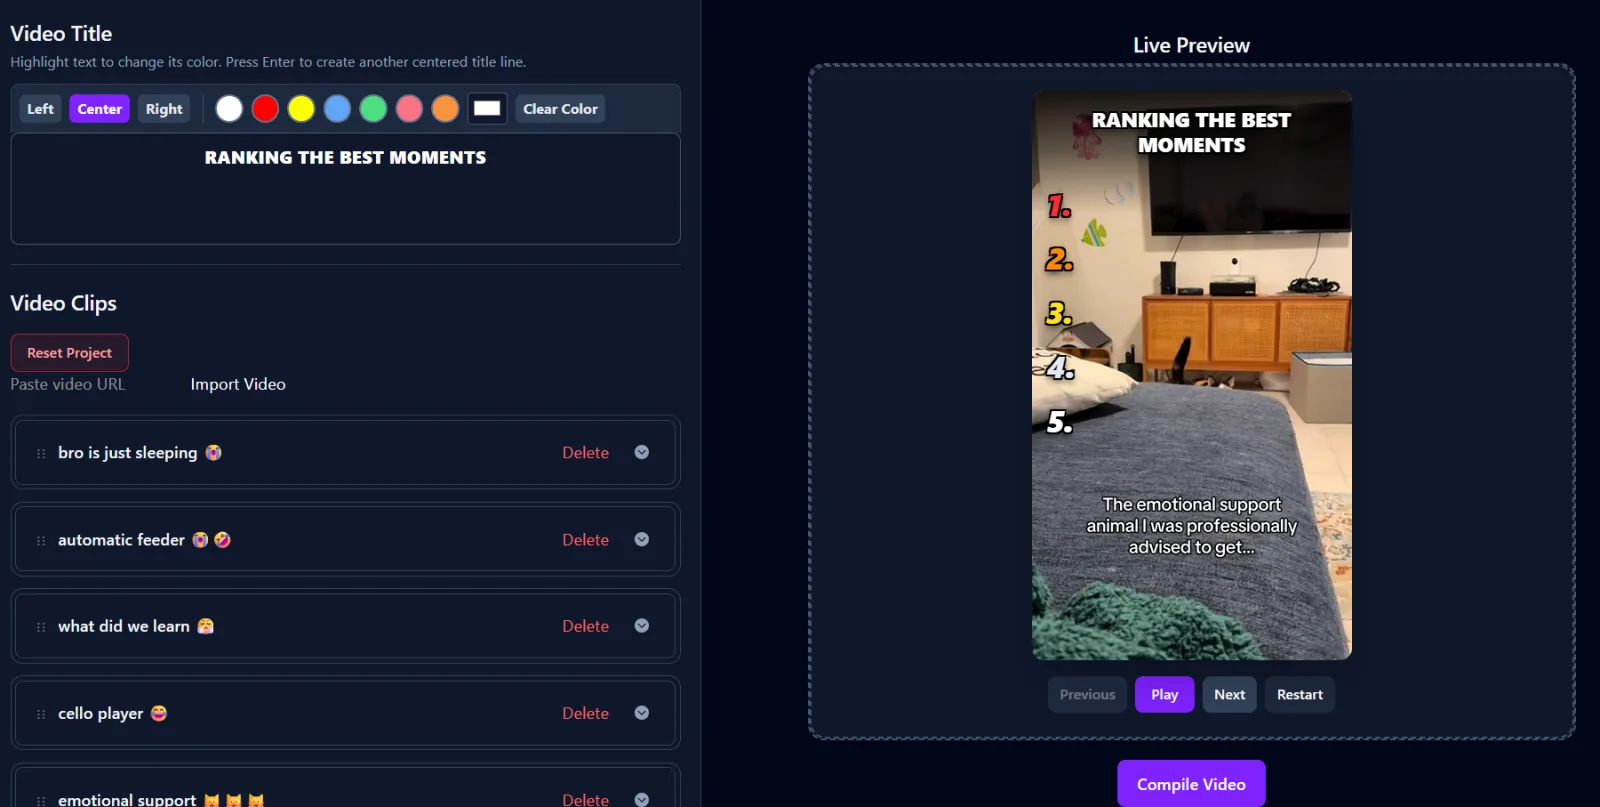 Video Title
Highlight text to change its color. Press Enter to create another centered title line.
Left Center Right Clear Color
RANKING THE BEST MOMENTS
Video Clips
Reset Project
Paste video URL Import Video
bro is just sleeping 😭 Delete
automatic feeder 😭 🤣 Delete
what did we learn 😤 Delete
cello player 😂 Delete
emotional support 😼 😼 😼 Delete
Live Preview
RANKING THE BEST
MOMENTS
1.
2.
3.
4.
5.
The emotional support
animal I was professionally
advised to get...
Previous Play Next Restart
Compile Video